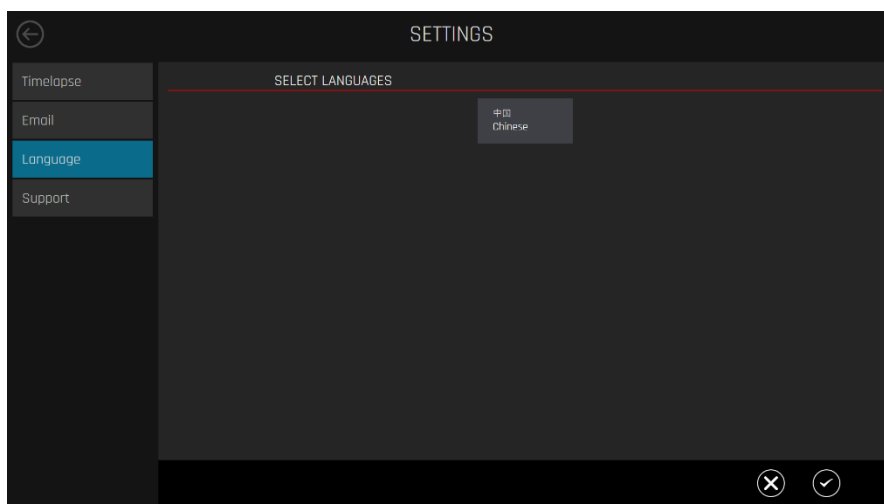 SETTINGS
Timelapse
SELECT LANGUAGES
Email
中国
Chinese
Language
Support